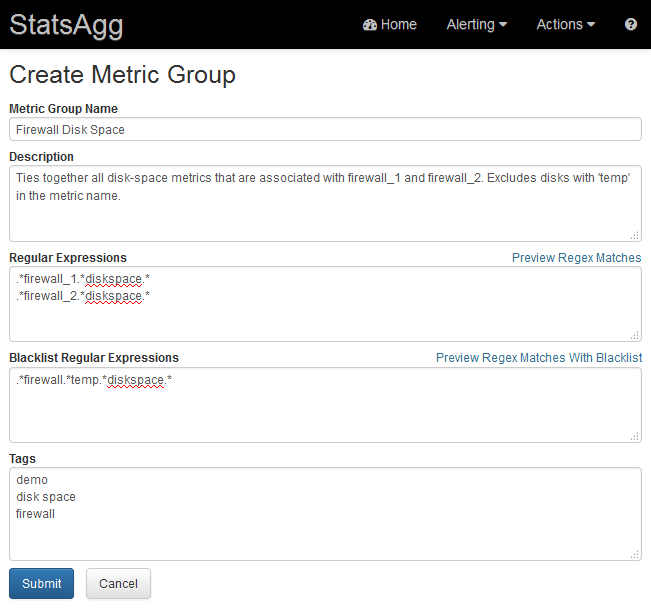 StatsAgg
Home Alerting Actions ?
Create Metric Group
Metric Group Name
Firewall Disk Space
Description
Ties together all disk-space metrics that are associated with firewall_1 and firewall_2. Excludes disks with 'temp'
in the metric name.
Regular Expressions Preview Regex Matches
.*firewall_1.*diskspace.*
.*firewall_2.*diskspace.*
Blacklist Regular Expressions Preview Regex Matches With Blacklist
.*firewall.*temp.*diskspace.*
Tags
demo
disk space
firewall
Submit Cancel